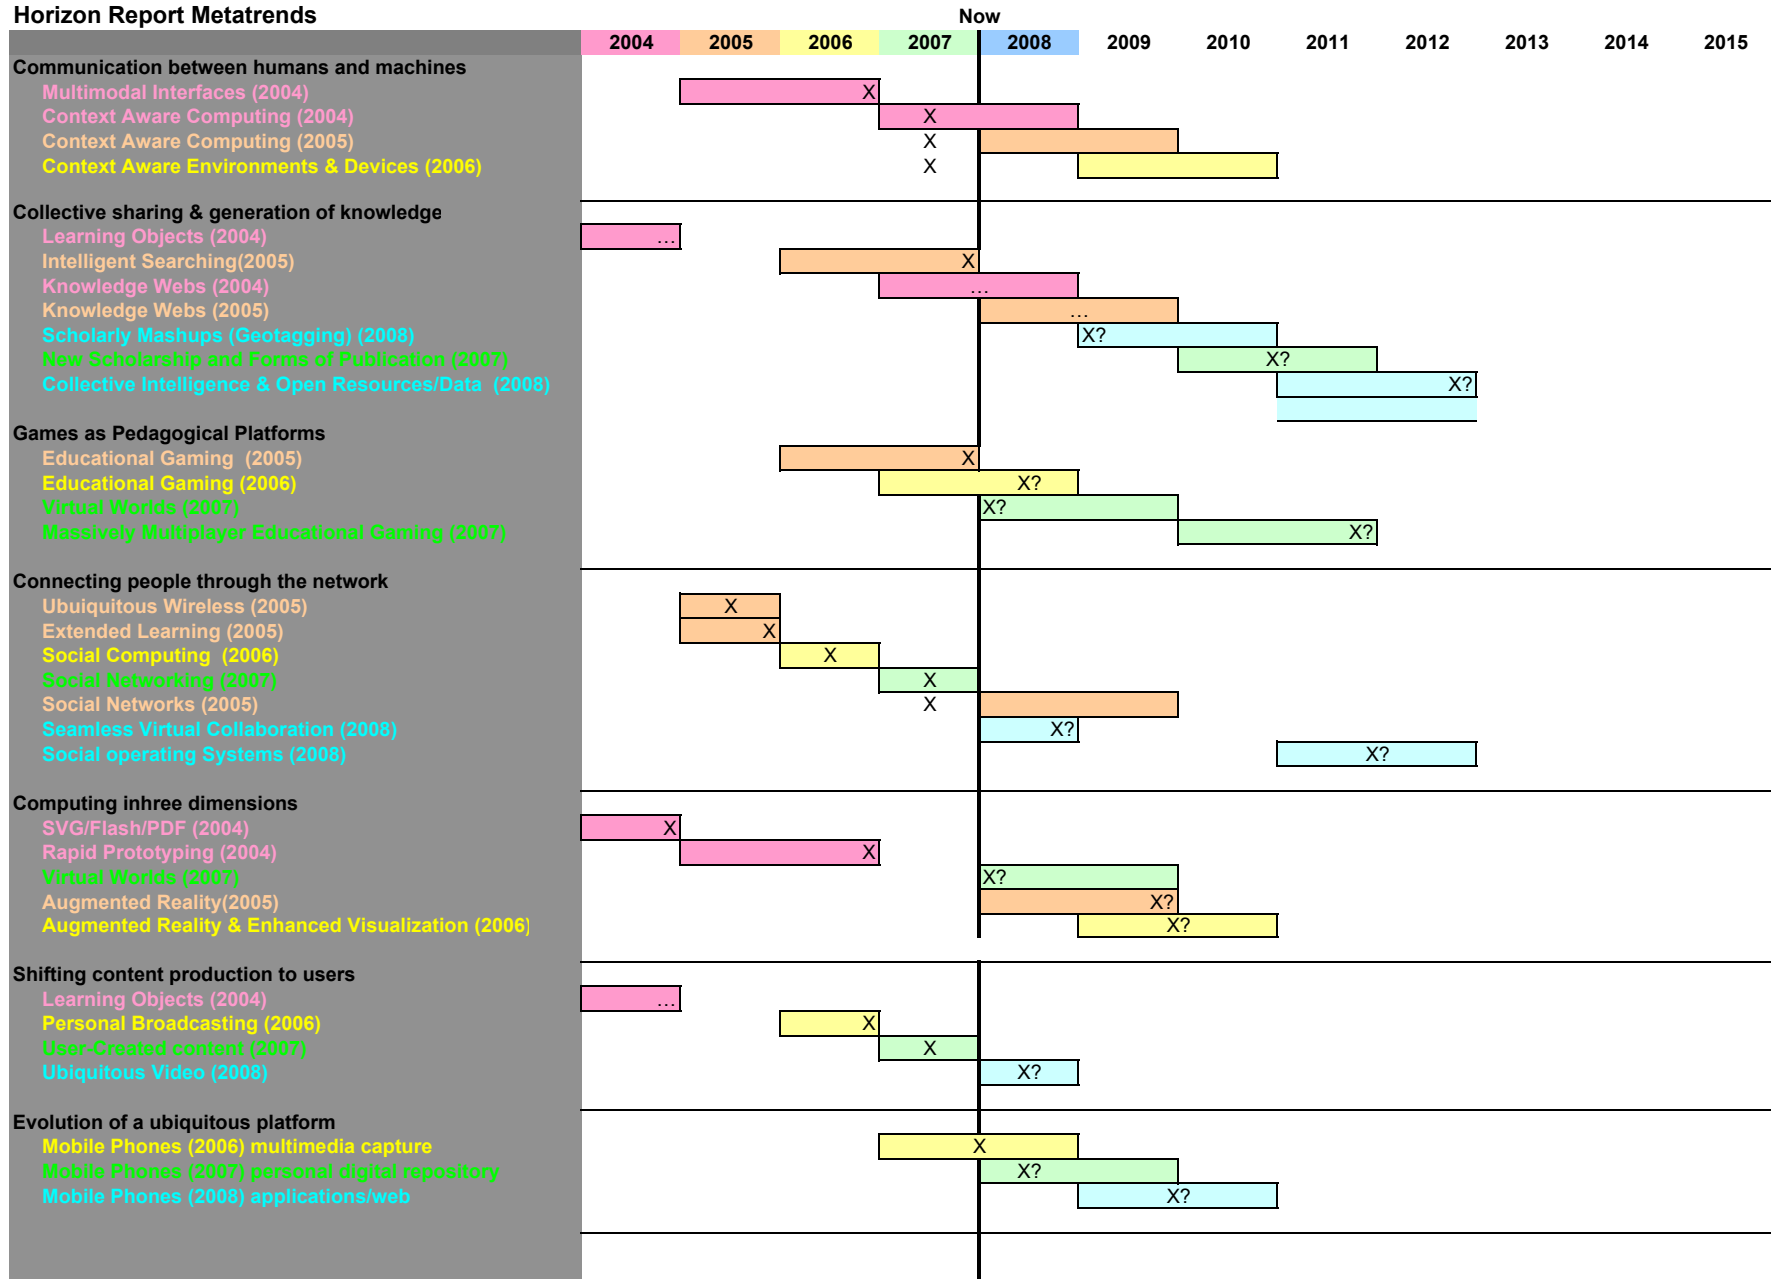 Horizon Report Metatrends Now
2004 2005 2006 2007 2008 2009 2010 2011 2012 2013 2014 2015
Communication between humans and machines
Multimodal Interfaces (2004) X
Context Aware Computing (2004) X
Context Aware Computing (2005) X
Context Aware Environments & Devices (2006) X
Collective sharing & generation of knowledge
Learning Objects (2004) ...
Intelligent Searching(2005) X
Knowledge Webs (2004) ...
Knowledge Webs (2005) ...
Scholarly Mashups (Geotagging) (2008) X?
New Scholarship and Forms of Publication (2007) X?
Collective Intelligence & Open Resources/Data (2008) X?
Games as Pedagogical Platforms
Educational Gaming (2005) X
Educational Gaming (2006) X?
Virtual Worlds (2007) X?
Massively Multiplayer Educational Gaming (2007) X?
Connecting people through the network
Ubuiquitous Wireless (2005) X
Extended Learning (2005) X
Social Computing (2006) X
Social Networking (2007) X
Social Networks (2005) X
Seamless Virtual Collaboration (2008) X?
Social operating Systems (2008) X?
Computing inhree dimensions
SVG/Flash/PDF (2004) X
Rapid Prototyping (2004) X
Virtual Worlds (2007) X?
Augmented Reality(2005) X?
Augmented Reality & Enhanced Visualization (2006) X?
Shifting content production to users
Learning Objects (2004) ...
Personal Broadcasting (2006) X
User-Created content (2007) X
Ubiquitous Video (2008) X?
Evolution of a ubiquitous platform
Mobile Phones (2006) multimedia capture X
Mobile Phones (2007) personal digital repository X?
Mobile Phones (2008) applications/web X?